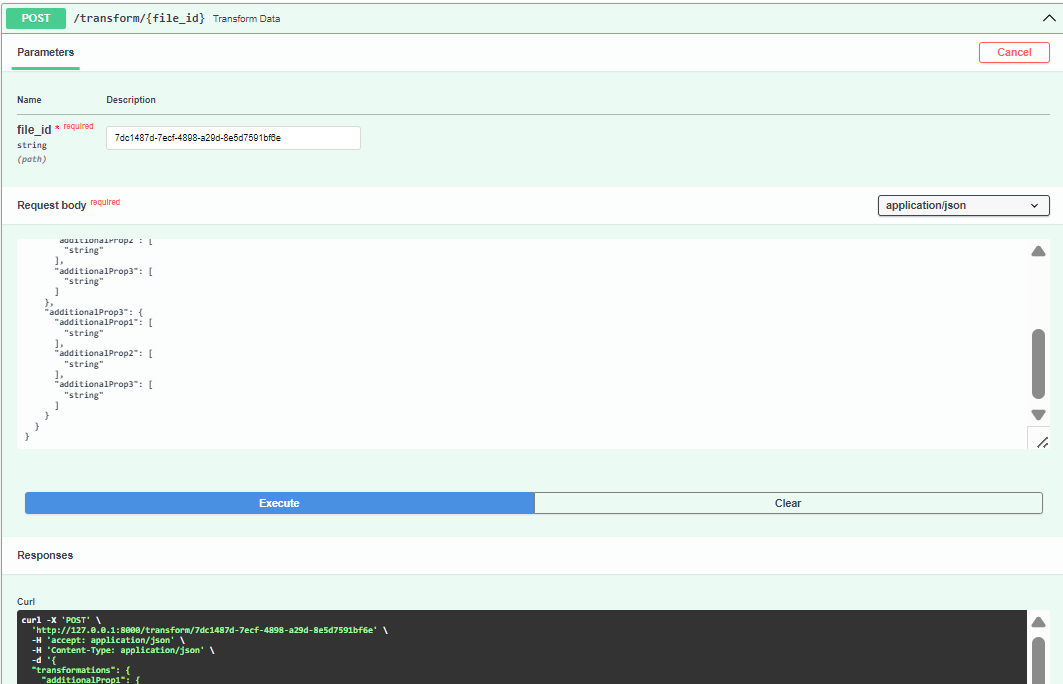 POST /transform/{file_id} Transform Data
Parameters
Cancel
Name Description
file_id * required
string
(path)
7dc1487d-7ecf-4898-a29d-8e5d7591bf6e
Request body required
application/json
"additionalProp2": [
"string"
],
"additionalProp3": [
"string"
]
},
"additionalProp3": {
"additionalProp1": [
"string"
],
"additionalProp2": [
"string"
],
"additionalProp3": [
"string"
]
}
}
}
Execute
Clear
Responses
Curl
curl -X 'POST' \
'http://127.0.0.1:8000/transform/7dc1487d-7ecf-4898-a29d-8e5d7591bf6e' \
-H 'accept: application/json' \
-H 'Content-Type: application/json' \
-d '{
"transformations": {
"additionalProp1": {